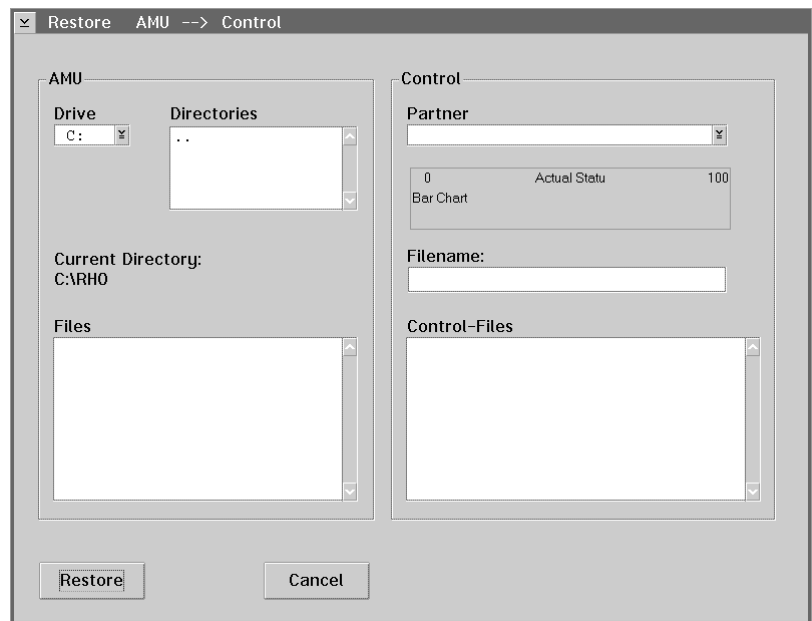 Restore AMU --> Control
AMU
Drive
Directories
C:
..
Current Directory:
C:\RHO
Files
Control
Partner
0 Actual Statu 100
Bar Chart
Filename:
Control-Files
Restore
Cancel